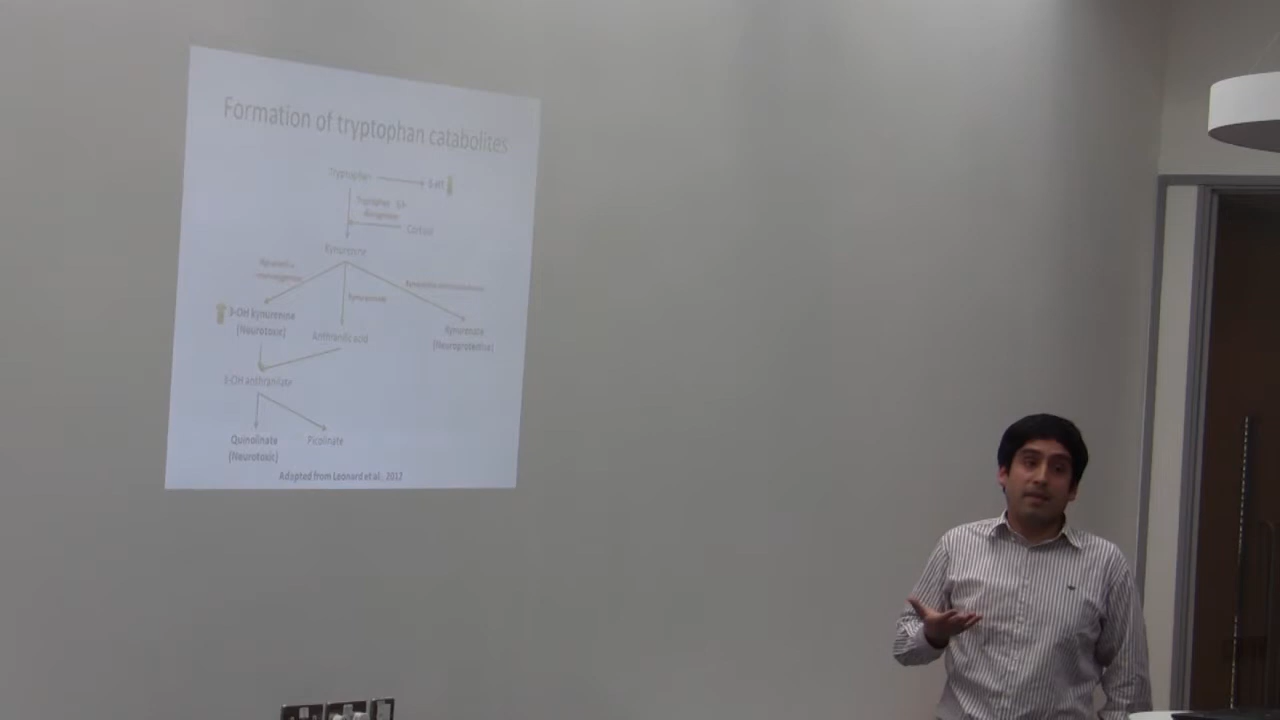 Formation of tryptophan catabolites
Tryptophan
5-HT
Cortisol
Kynurenine
3-OH kynurenine
(Neurotoxic)
Anthranilic acid
Kynurenate
(Neuroprotective)
3-OH anthranilate
Quinolinate
(Neurotoxic)
Picolinate
Adapted from Leonard et al., 2012